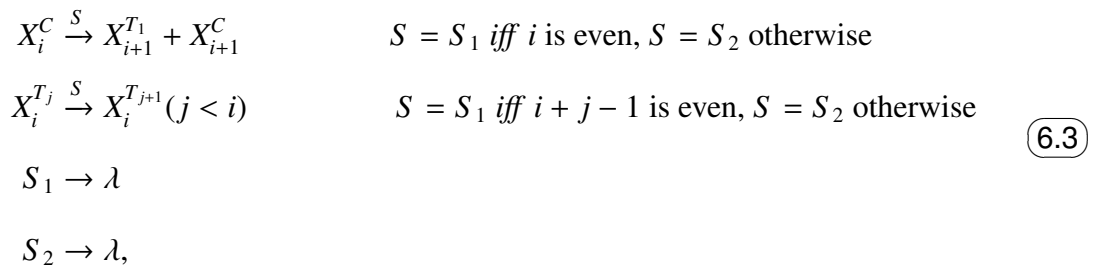 X_i^C \xrightarrow{S} X_{i+1}^{T_1} + X_{i+1}^C S = S_1 iff i is even, S = S_2 otherwise
X_i^{T_j} \xrightarrow{S} X_i^{T_{j+1}} (j < i) S = S_1 iff i + j − 1 is even, S = S_2 otherwise
6.3
S_1 → λ
S_2 → λ,